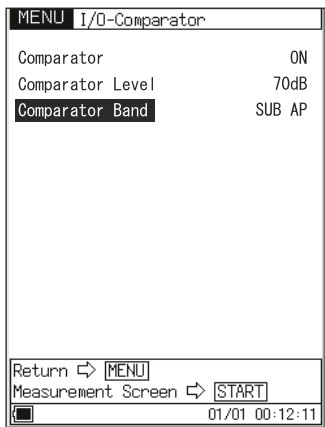 MENU I/O-Comparator
Comparator ON
Comparator Level 70dB
Comparator Band SUB AP
Return ⇨ MENU
Measurement Screen ⇨ START
01/01 00:12:11